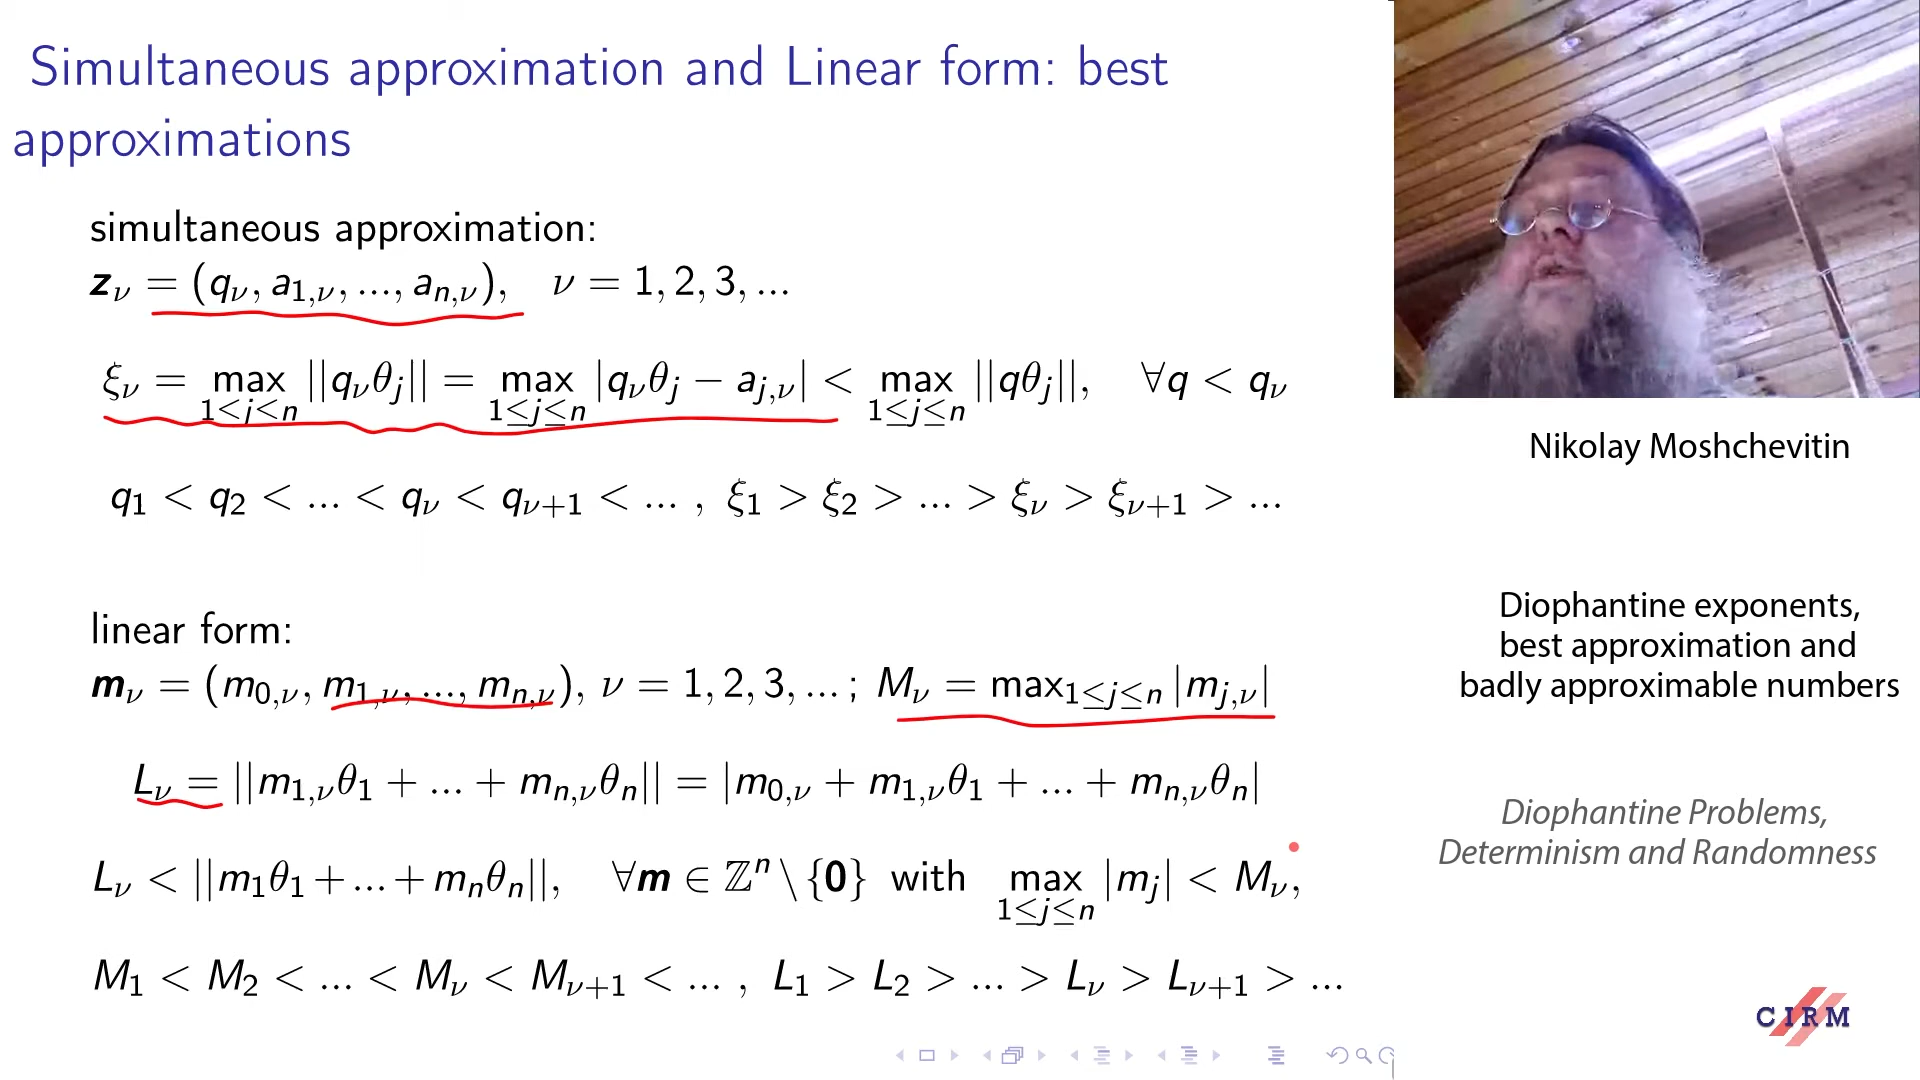 Simultaneous approximation and Linear form: best
approximations
simultaneous approximation:
𝒛_ν = (q_ν, a_{1,ν}, ..., a_{n,ν}),   ν = 1, 2, 3, ...
ξ_ν = max_{1≤j≤n} ||q_ν θ_j|| = max_{1≤j≤n} |q_ν θ_j − a_{j,ν}| < max_{1≤j≤n} ||qθ_j||,   ∀q < q_ν
q_1 < q_2 < ... < q_ν < q_{ν+1} < ... , ξ_1 > ξ_2 > ... > ξ_ν > ξ_{ν+1} > ...
linear form:
𝒎_ν = (m_{0,ν}, m_{1,ν}, ..., m_{n,ν}), ν = 1, 2, 3, ... ; M_ν = max_{1≤j≤n} |m_{j,ν}|
L_ν = ||m_{1,ν}θ_1 + ... + m_{n,ν}θ_n|| = |m_{0,ν} + m_{1,ν}θ_1 + ... + m_{n,ν}θ_n|
L_ν < ||m_1θ_1 + ... + m_nθ_n||,   ∀𝒎 ∈ ℤ^n \ {𝟎} with max_{1≤j≤n} |m_j| < M_ν,
M_1 < M_2 < ... < M_ν < M_{ν+1} < ... , L_1 > L_2 > ... > L_ν > L_{ν+1} > ...
Nikolay Moshchevitin
Diophantine exponents,
best approximation and
badly approximable numbers
Diophantine Problems,
Determinism and Randomness
CIRM